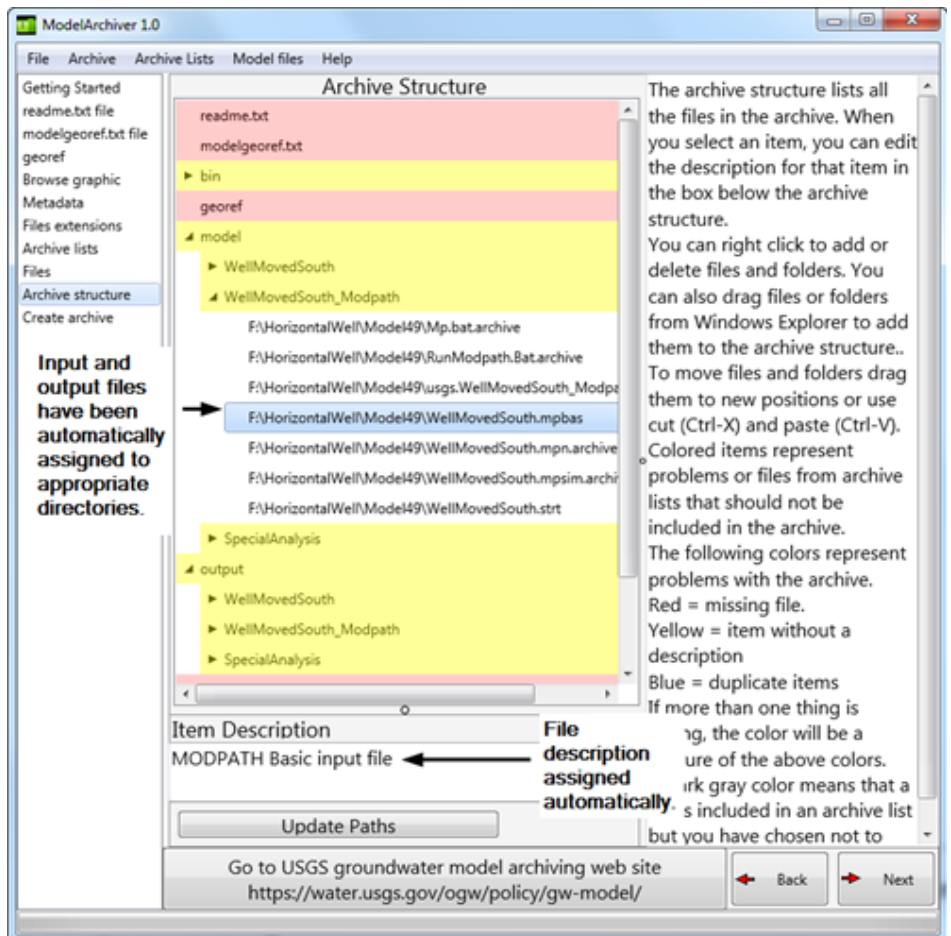 ModelArchiver 1.0
File Archive Archive Lists Model files Help
Getting Started
readme.txt file
modelgeoref.txt file
georef
Browse graphic
Metadata
Files extensions
Archive lists
Files
Archive structure
Create archive
Input and
output files
have been
automatically
assigned to
appropriate
directories.
Archive Structure
readme.txt
modelgeoref.txt
bin
georef
model
WellMovedSouth
WellMovedSouth_Modpath
F:\HorizontalWell\Model49\Mp.bat.archive
F:\HorizontalWell\Model49\RunModpath.Bat.archive
F:\HorizontalWell\Model49\usgs.WellMovedSouth_Modpa
F:\HorizontalWell\Model49\WellMovedSouth.mpbas
F:\HorizontalWell\Model49\WellMovedSouth.mpn.archive
F:\HorizontalWell\Model49\WellMovedSouth.mpsim.archi
F:\HorizontalWell\Model49\WellMovedSouth.strt
SpecialAnalysis
output
WellMovedSouth
WellMovedSouth_Modpath
SpecialAnalysis
Item Description
MODPATH Basic input file
File
description
assigned
automatically.
Update Paths
The archive structure lists all
the files in the archive. When
you select an item, you can edit
the description for that item in
the box below the archive
structure.
You can right click to add or
delete files and folders. You
can also drag files or folders
from Windows Explorer to add
them to the archive structure..
To move files and folders drag
them to new positions or use
cut (Ctrl-X) and paste (Ctrl-V).
Colored items represent
problems or files from archive
lists that should not be
included in the archive.
The following colors represent
problems with the archive.
Red = missing file.
Yellow = item without a
description
Blue = duplicate items
If more than one thing is
ng, the color will be a
ure of the above colors.
rk gray color means that a
s included in an archive list
but you have chosen not to
Go to USGS groundwater model archiving web site
https://water.usgs.gov/ogw/policy/gw-model/
Back
Next